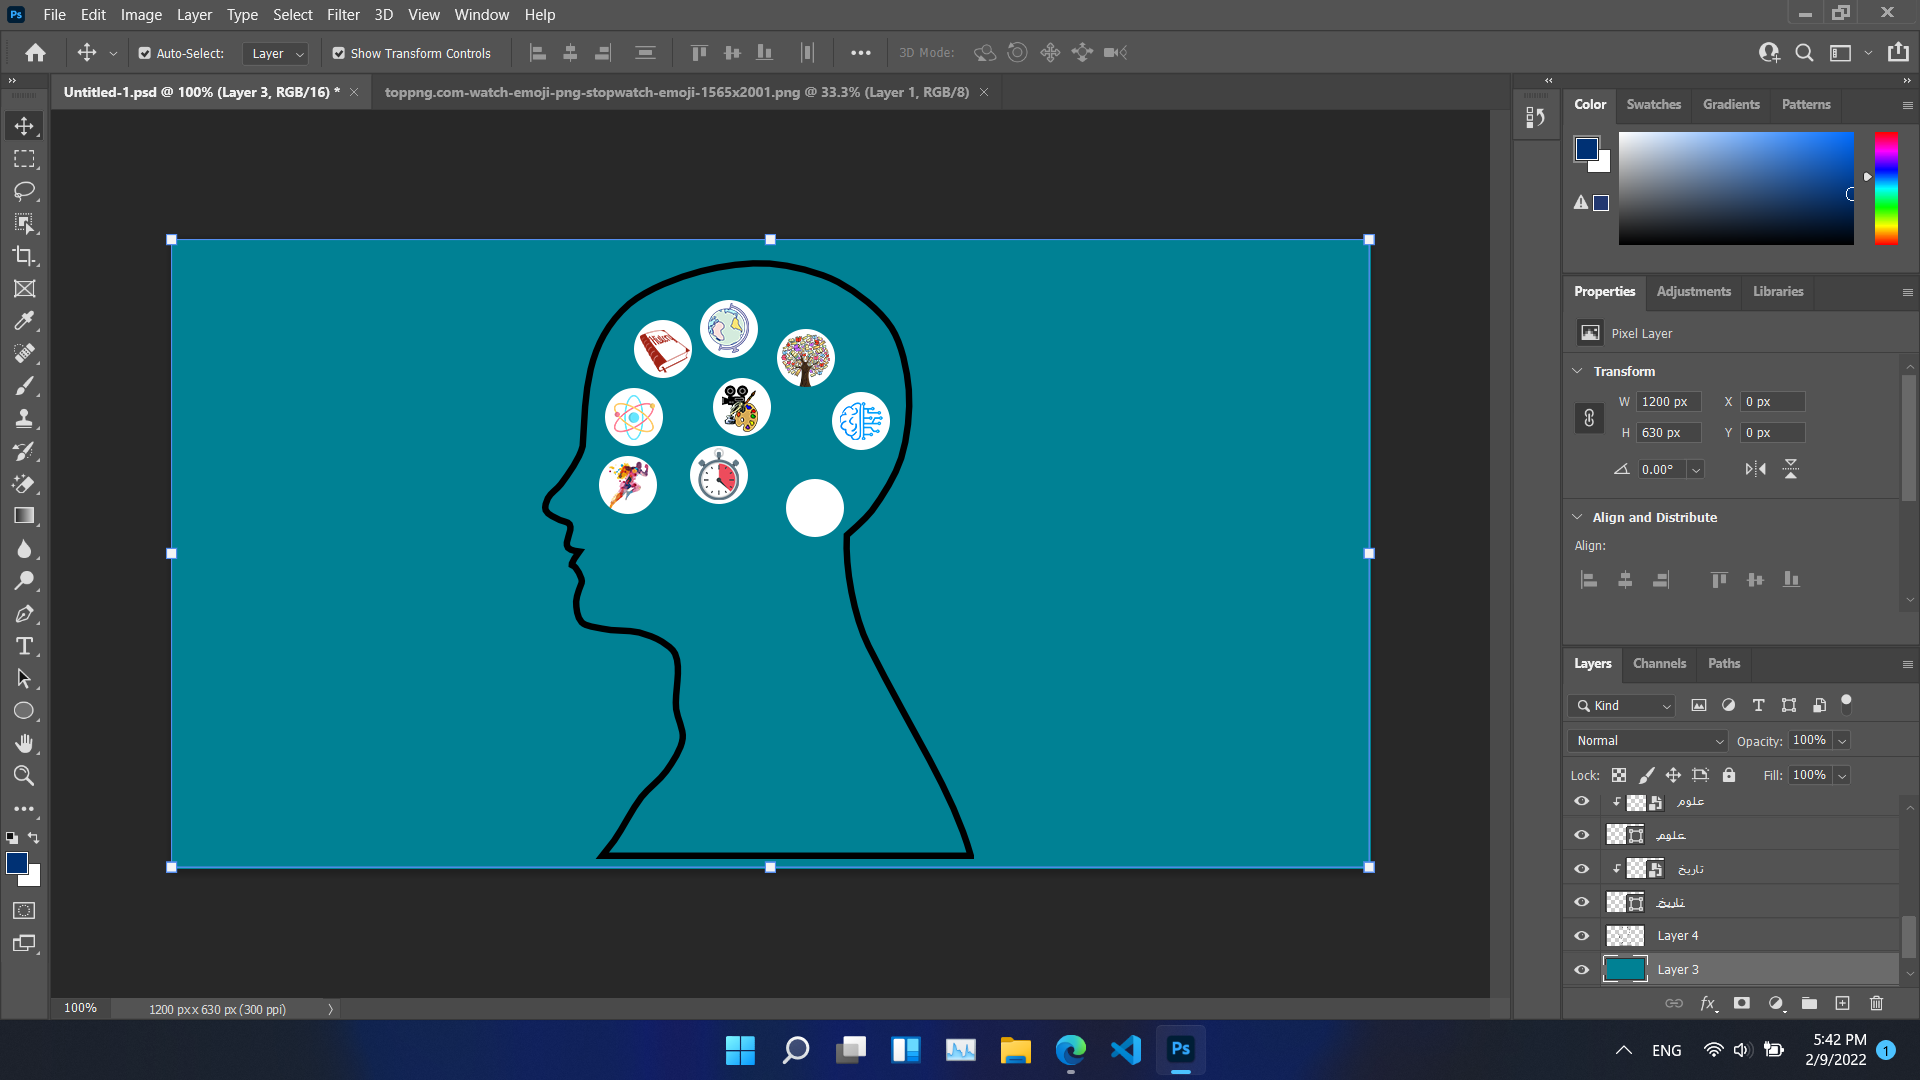 Ps File Edit Image Layer Type Select Filter 3D View Window Help
Auto-Select: Layer Show Transform Controls 3D Mode:
Untitled-1.psd @ 100% (Layer 3, RGB/16) * toppng.com-watch-emoji-png-stopwatch-emoji-1565x2001.png @ 33.3% (Layer 1, RGB/8)
Color Swatches Gradients Patterns
History
Properties Adjustments Libraries
Pixel Layer
Transform
W 1200 px X 0 px
H 630 px Y 0 px
0.00°
Align and Distribute
Align:
Layers Channels Paths
Kind
Normal Opacity: 100%
Lock: Fill: 100%
علوم
علوم
تاريخ
تاريخ
Layer 4
Layer 3
100% 1200 px x 630 px (300 ppi)
Ps
ENG
5:42 PM
2/9/2022
1